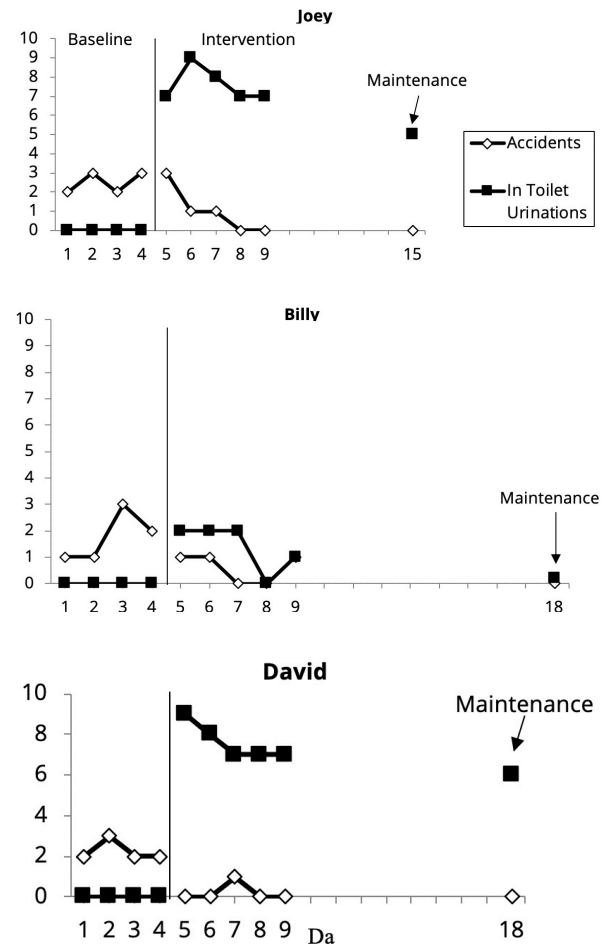 Joey
10
Baseline
Intervention
9
8
Maintenance
7
6
5
Accidents
4
3
2
In Toilet
1
Urinations
0
1 2 3 4 5 6 7 8 9 15
Billy
10
9
8
7
6
5
4
3
Maintenance
2
1
0
1 2 3 4 5 6 7 8 9 18
David
10
Maintenance
8
6
4
2
0
1 2 3 4 5 6 7 8 9 18
Da